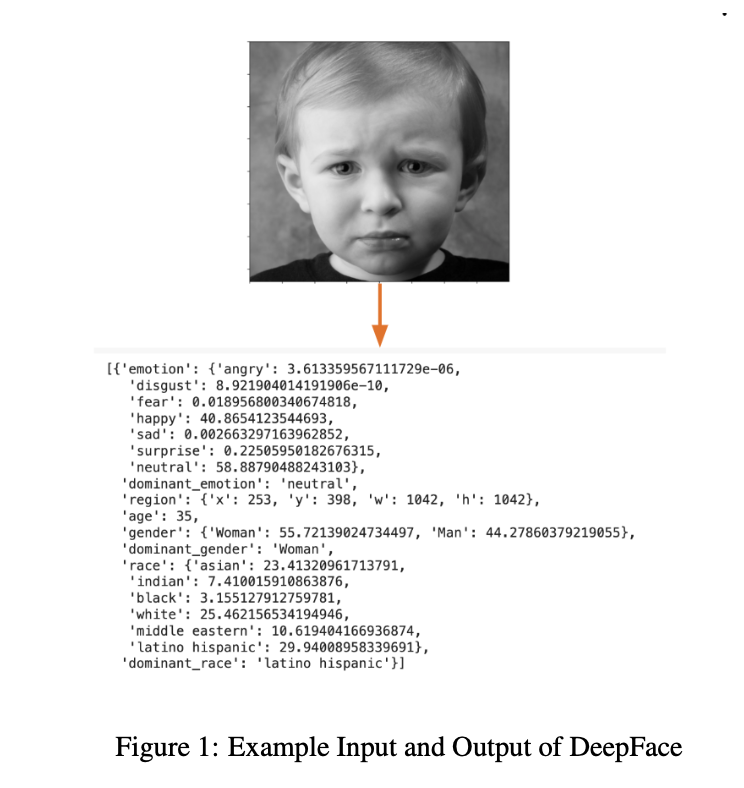 [{'emotion': {'angry': 3.613359567111729e-06,
'disgust': 8.921904014191906e-10,
'fear': 0.018956800340674818,
'happy': 40.8654123544693,
'sad': 0.002663297163962852,
'surprise': 0.22505950182676315,
'neutral': 58.88790488243103},
'dominant_emotion': 'neutral',
'region': {'x': 253, 'y': 398, 'w': 1042, 'h': 1042},
'age': 35,
'gender': {'Woman': 55.72139024734497, 'Man': 44.27860379219055},
'dominant_gender': 'Woman',
'race': {'asian': 23.41320961713791,
'indian': 7.410015910863876,
'black': 3.155127912759781,
'white': 25.462156534194946,
'middle eastern': 10.619404166936874,
'latino hispanic': 29.94008958339691},
'dominant_race': 'latino hispanic'}]
Figure 1: Example Input and Output of DeepFace